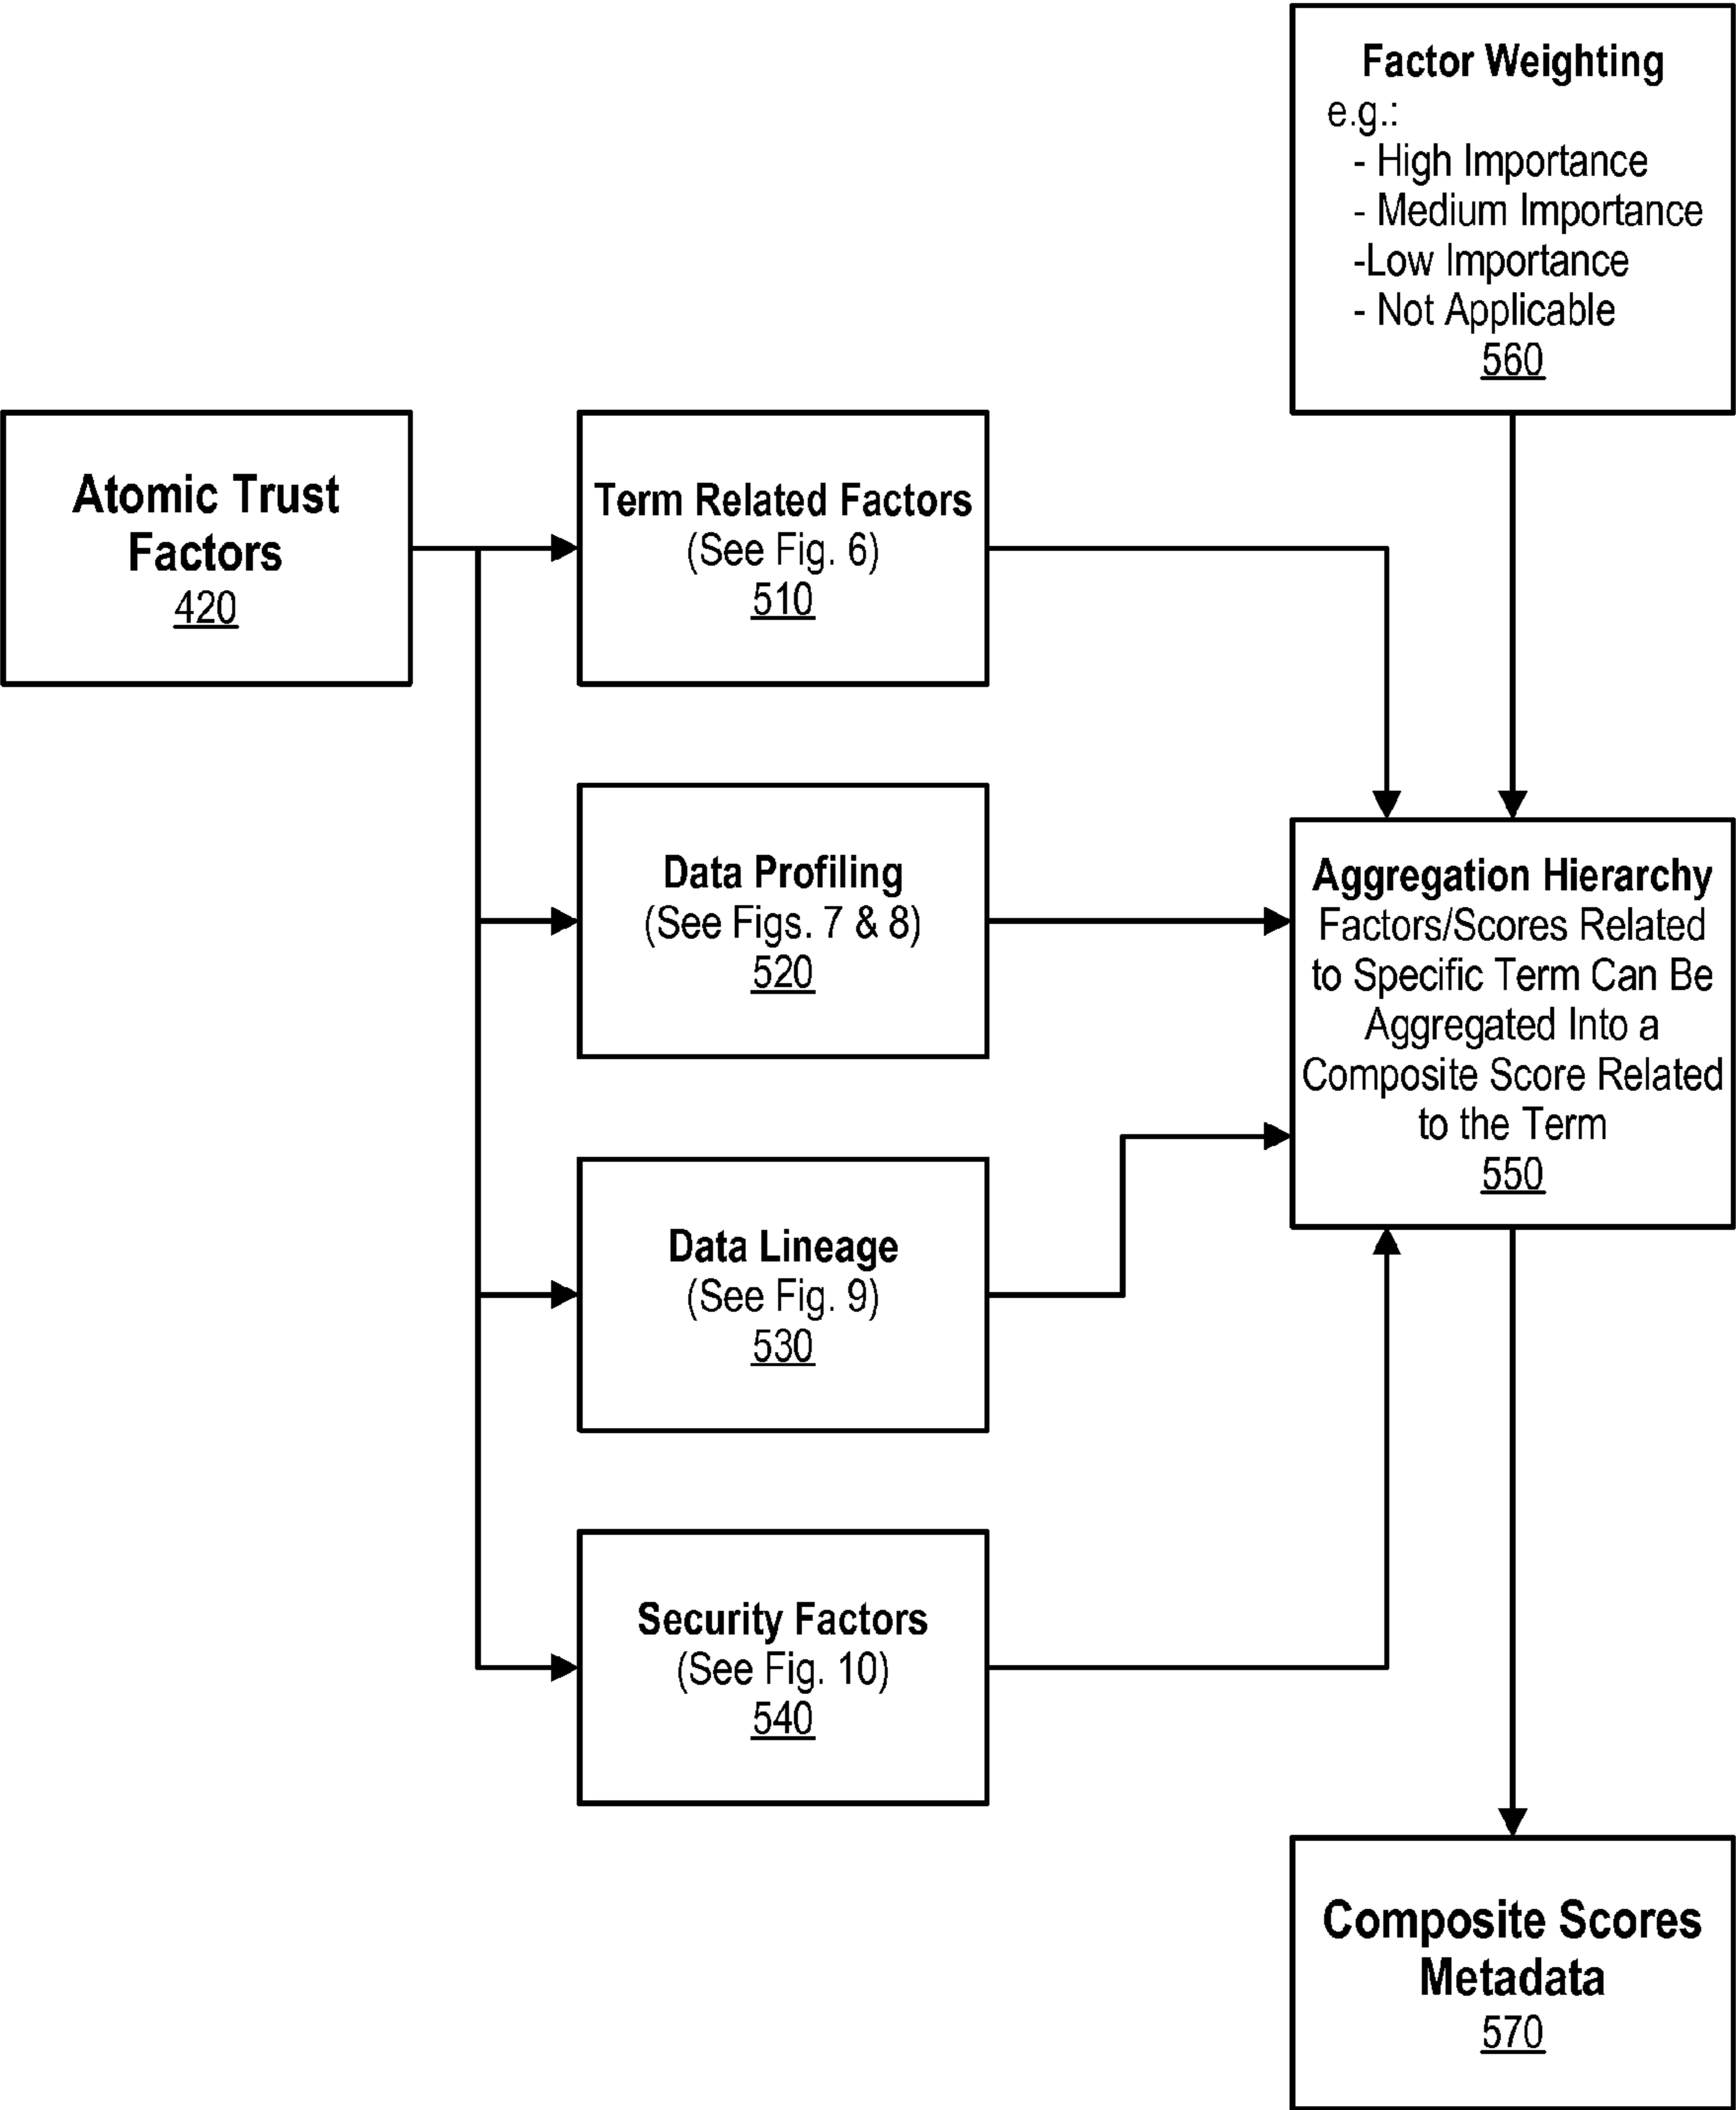 Factor Weighting
e.g.:
- High Importance
- Medium Importance
-Low Importance
- Not Applicable
560
Atomic Trust
Factors
420
Term Related Factors
(See Fig. 6)
510
Data Profiling
(See Figs. 7 & 8)
520
Aggregation Hierarchy
Factors/Scores Related
to Specific Term Can Be
Aggregated Into a
Composite Score Related
to the Term
550
Data Lineage
(See Fig. 9)
530
Security Factors
(See Fig. 10)
540
Composite Scores
Metadata
570